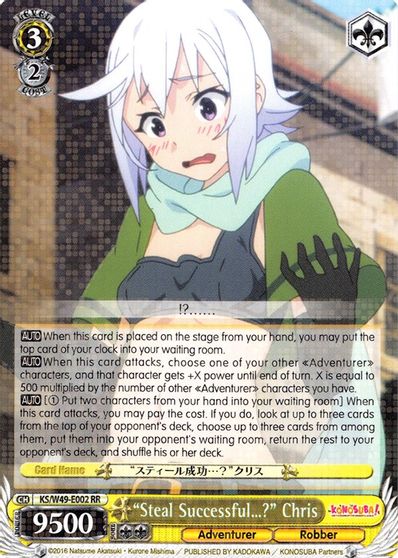 LEVEL
3
2
COST
!?......
AUTO When this card is placed on the stage from your hand, you may put the
top card of your clock into your waiting room.
AUTO When this card attacks, choose one of your other «Adventurer»
characters, and that character gets +X power until end of turn. X is equal to
500 multiplied by the number of other «Adventurer» characters you have.
AUTO [① Put two characters from your hand into your waiting room] When
this card attacks, you may pay the cost. If you do, look at up to three cards
from the top of your opponent's deck, choose up to three cards from among
them, put them into your opponent's waiting room, return the rest to your
opponent's deck, and shuffle his or her deck.
Card Name
“スティール成功…?”クリス
CH KS/W49-E002 RR
POWER 9500 SOUL
“Steal Successful...?” Chris
KONOSUBA!
Adventurer Robber
©2016 Natsume Akatsuki・Kurone Mishima / PUBLISHED BY KADOKAWA / KONOSUBA Partners